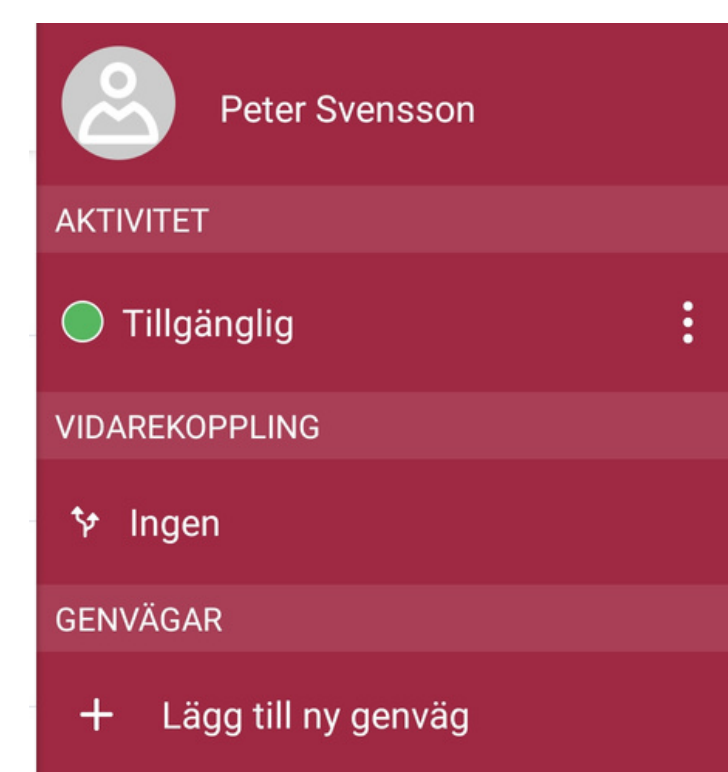 Peter Svensson
AKTIVITET
Tillgänglig
VIDAREKOPPLING
Ingen
GENVÄGAR
Lägg till ny genväg